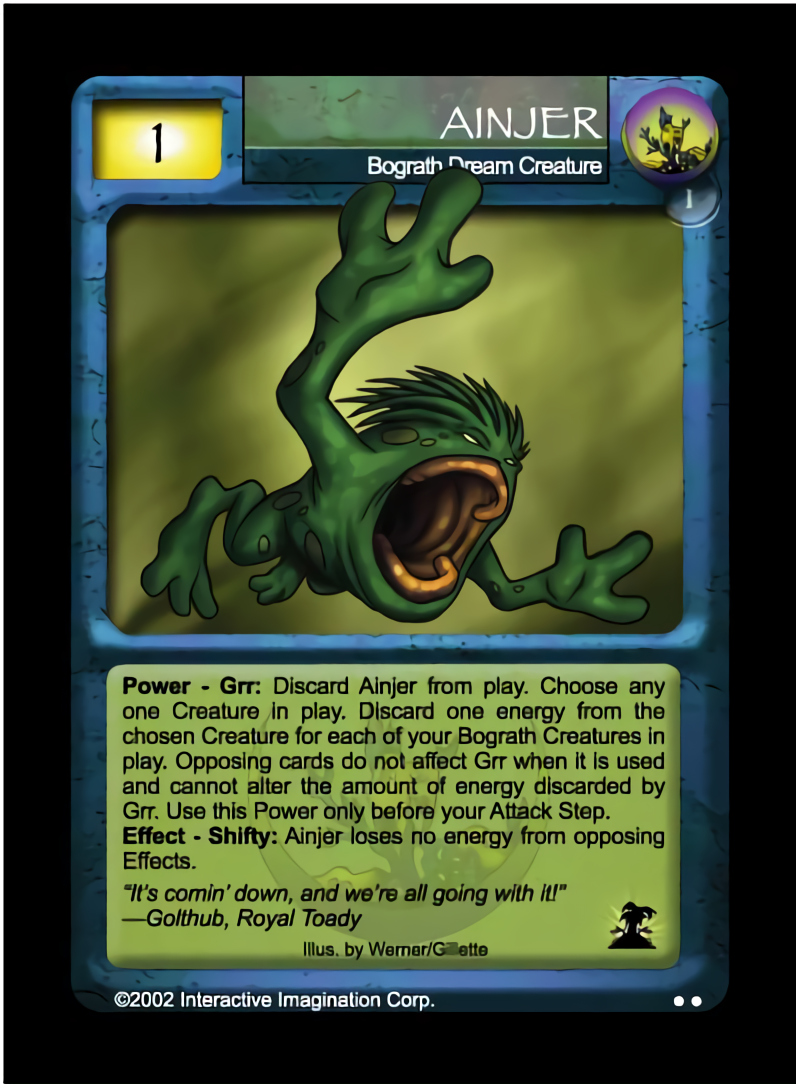 1
AINJER
Bograth Dream Creature
1
Power - Grr: Discard Ainjer from play. Choose any
one Creature in play. Discard one energy from the
chosen Creature for each of your Bograth Creatures in
play. Opposing cards do not affect Grr when it is used
and cannot alter the amount of energy discarded by
Grr. Use this Power only before your Attack Step.
Effect - Shifty: Ainjer loses no energy from opposing
Effects.
"It's comin' down, and we're all going with it!"
—Golthub, Royal Toady
Illus. by
©2002 Interactive Imagination Corp.